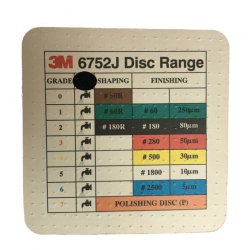 3M 6752J Disc Range
GRADE SHAPING FINISHING
0 # 50R
1 # 60R # 60 250µm
2 # 180R # 180 80µm
3 # 280 50µm
4 # 500 30µm
5 # 1800 10µm
6 # 2500 5µm
7 POLISHING DISC (P)